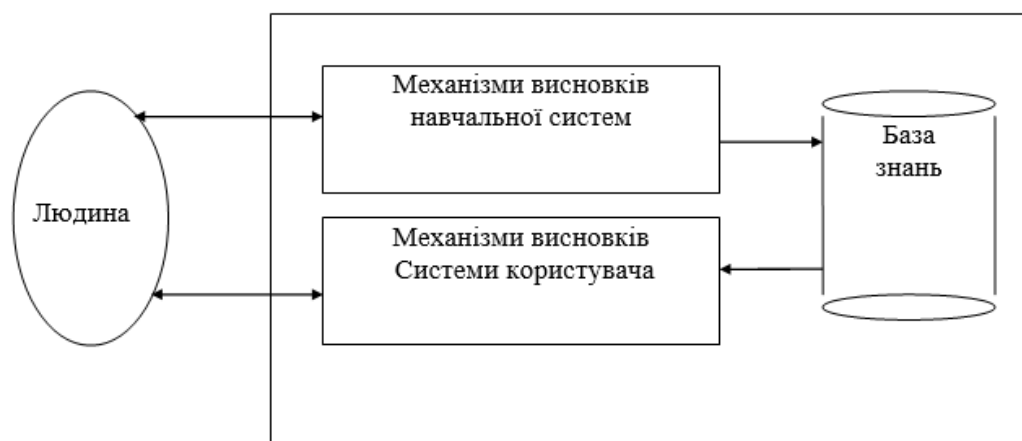 Людина
Механізми висновків
навчальної систем
Механізми висновків
Системи користувача
База
знань